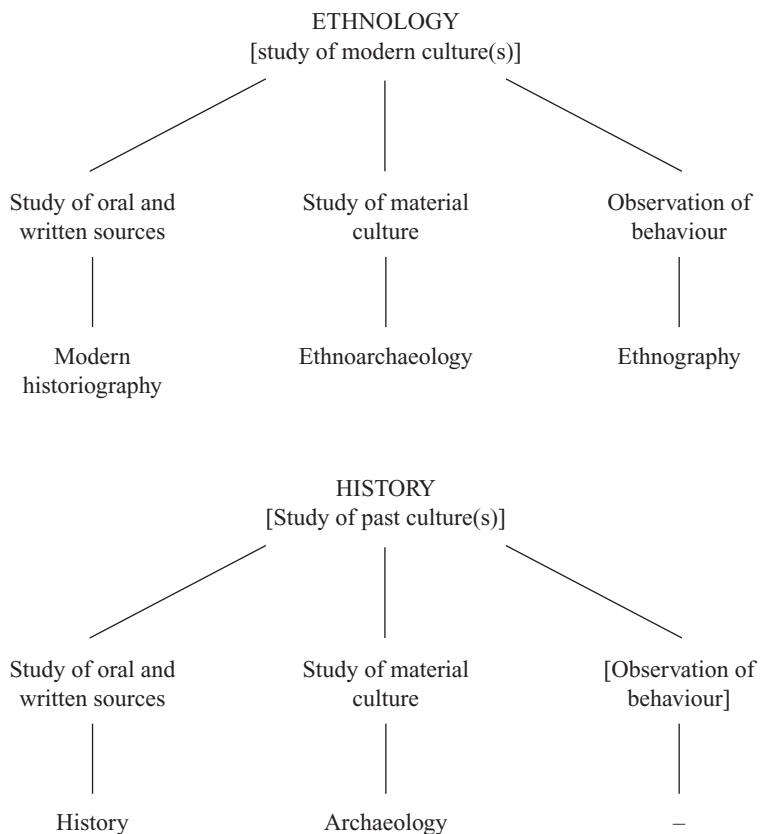 ETHNOLOGY
[study of modern culture(s)]
Study of oral and
written sources
Study of material
culture
Observation of
behaviour
Modern
historiography
Ethnoarchaeology
Ethnography
HISTORY
[Study of past culture(s)]
Study of oral and
written sources
Study of material
culture
[Observation of
behaviour]
History
Archaeology
–